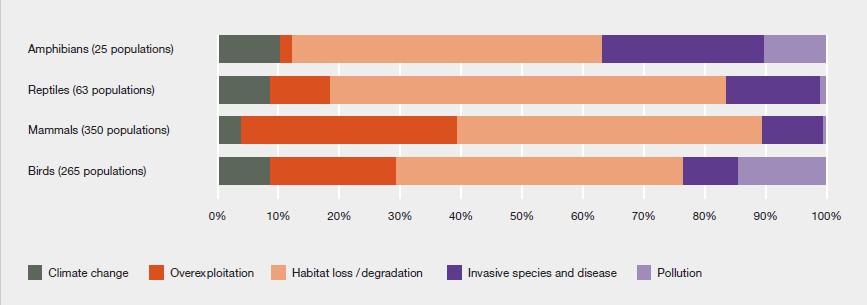 Amphibians (25 populations)
Reptiles (63 populations)
Mammals (350 populations)
Birds (265 populations)
0% 10% 20% 30% 40% 50% 60% 70% 80% 90% 100%
Climate change Overexploitation Habitat loss / degradation Invasive species and disease Pollution